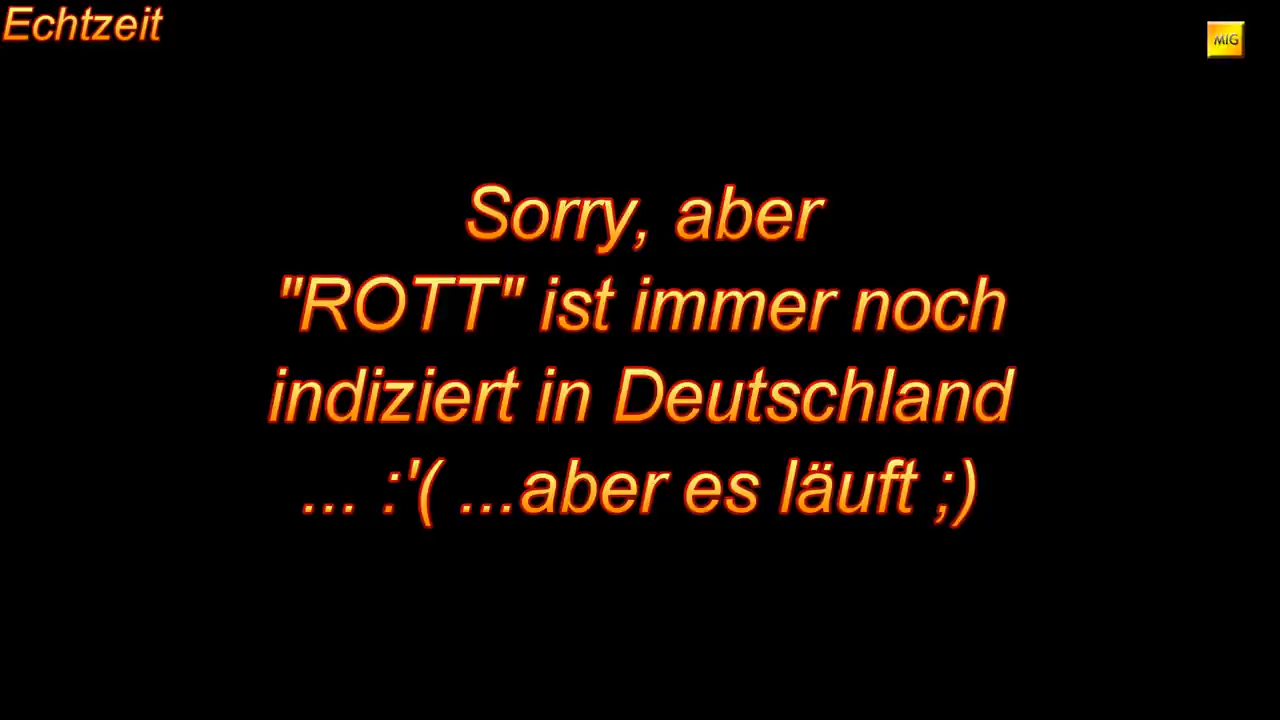 Echtzeit
MIG
Sorry, aber
"ROTT" ist immer noch
indiziert in Deutschland
... :'( ...aber es läuft ;)